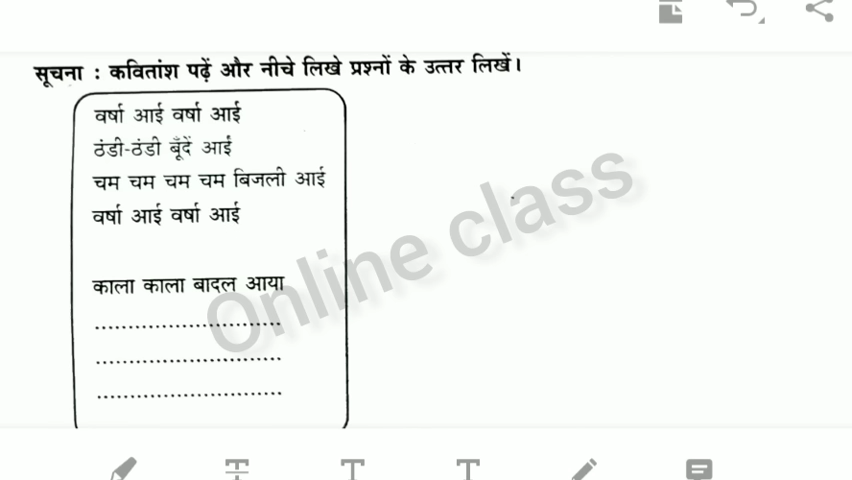 सूचना : कवितांश पढ़ें और नीचे लिखे प्रश्नों के उत्तर लिखें।
वर्षा आई वर्षा आई
ठंडी-ठंडी बूँदें आईं
चम चम चम चम बिजली आई
वर्षा आई वर्षा आई
काला काला बादल आया
............................
............................
............................
Online class